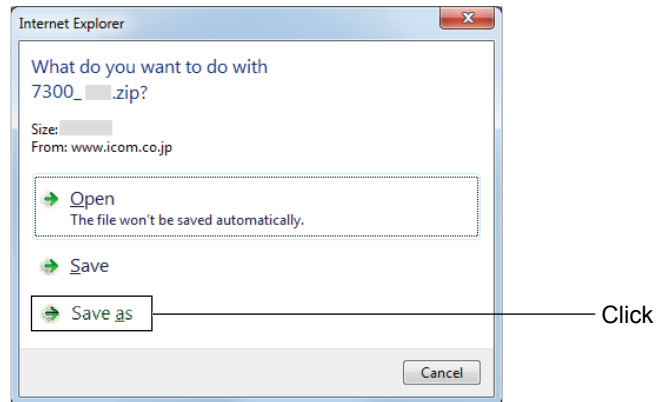 Internet Explorer
What do you want to do with
7300_ .zip?
Size:
From: www.icom.co.jp
Open
The file won't be saved automatically.
Save
Save as
Click
Cancel